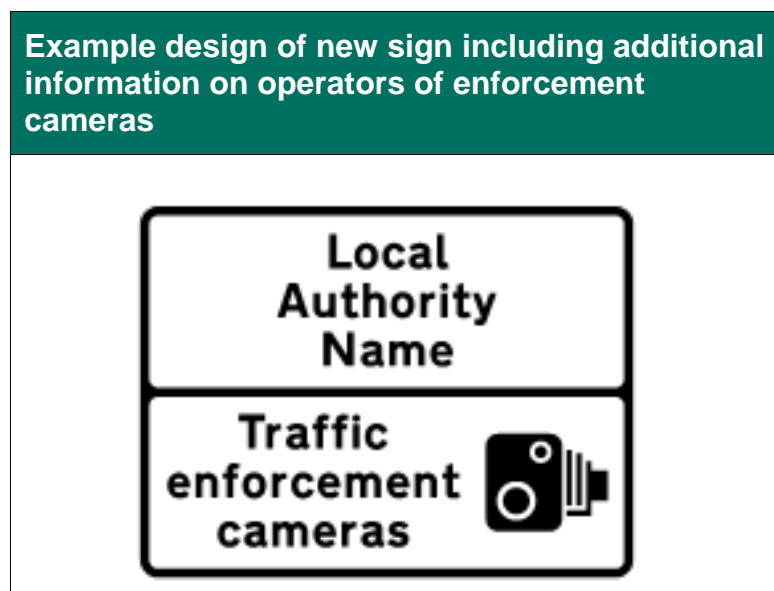 Example design of new sign including additional
information on operators of enforcement
cameras
Local
Authority
Name
Traffic
enforcement
cameras